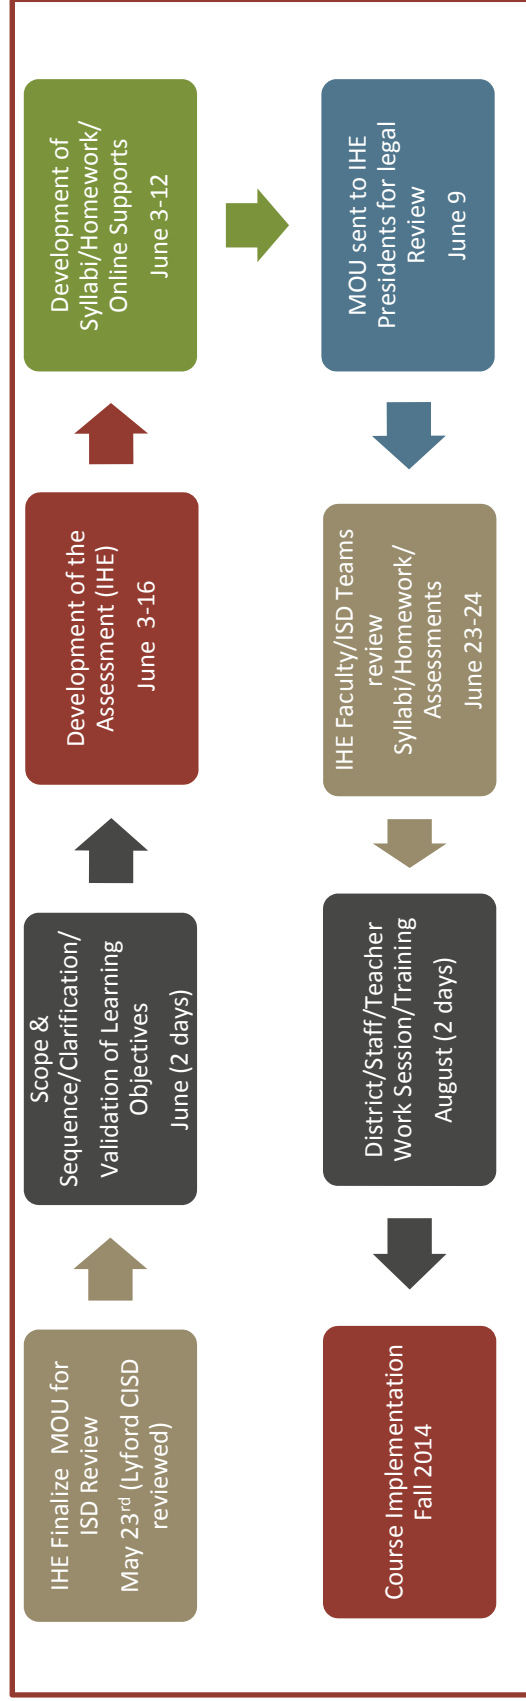 IHE Finalize  MOU for
ISD Review
May 23rd (Lyford CISD
reviewed)
Scope &
Sequence/Clarification/
Validation of Learning
Objectives
June (2 days)
Development of the
Assessment (IHE)
June  3-16
Development of
Syllabi/Homework/
Online Supports
June 3-12
MOU sent to IHE
Presidents for legal
Review
June 9
IHE Faculty/ISD Teams
review
Syllabi/Homework/
Assessments
June 23-24
District/Staff/Teacher
Work Session/Training
August (2 days)
Course Implementation
Fall 2014